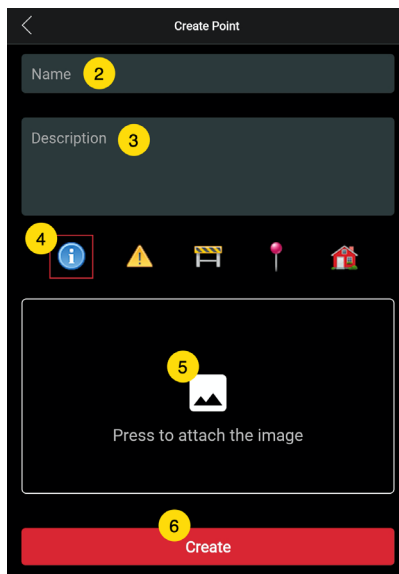 Create Point
Name 2
Description 3
4
i
5
Press to attach the image
6
Create